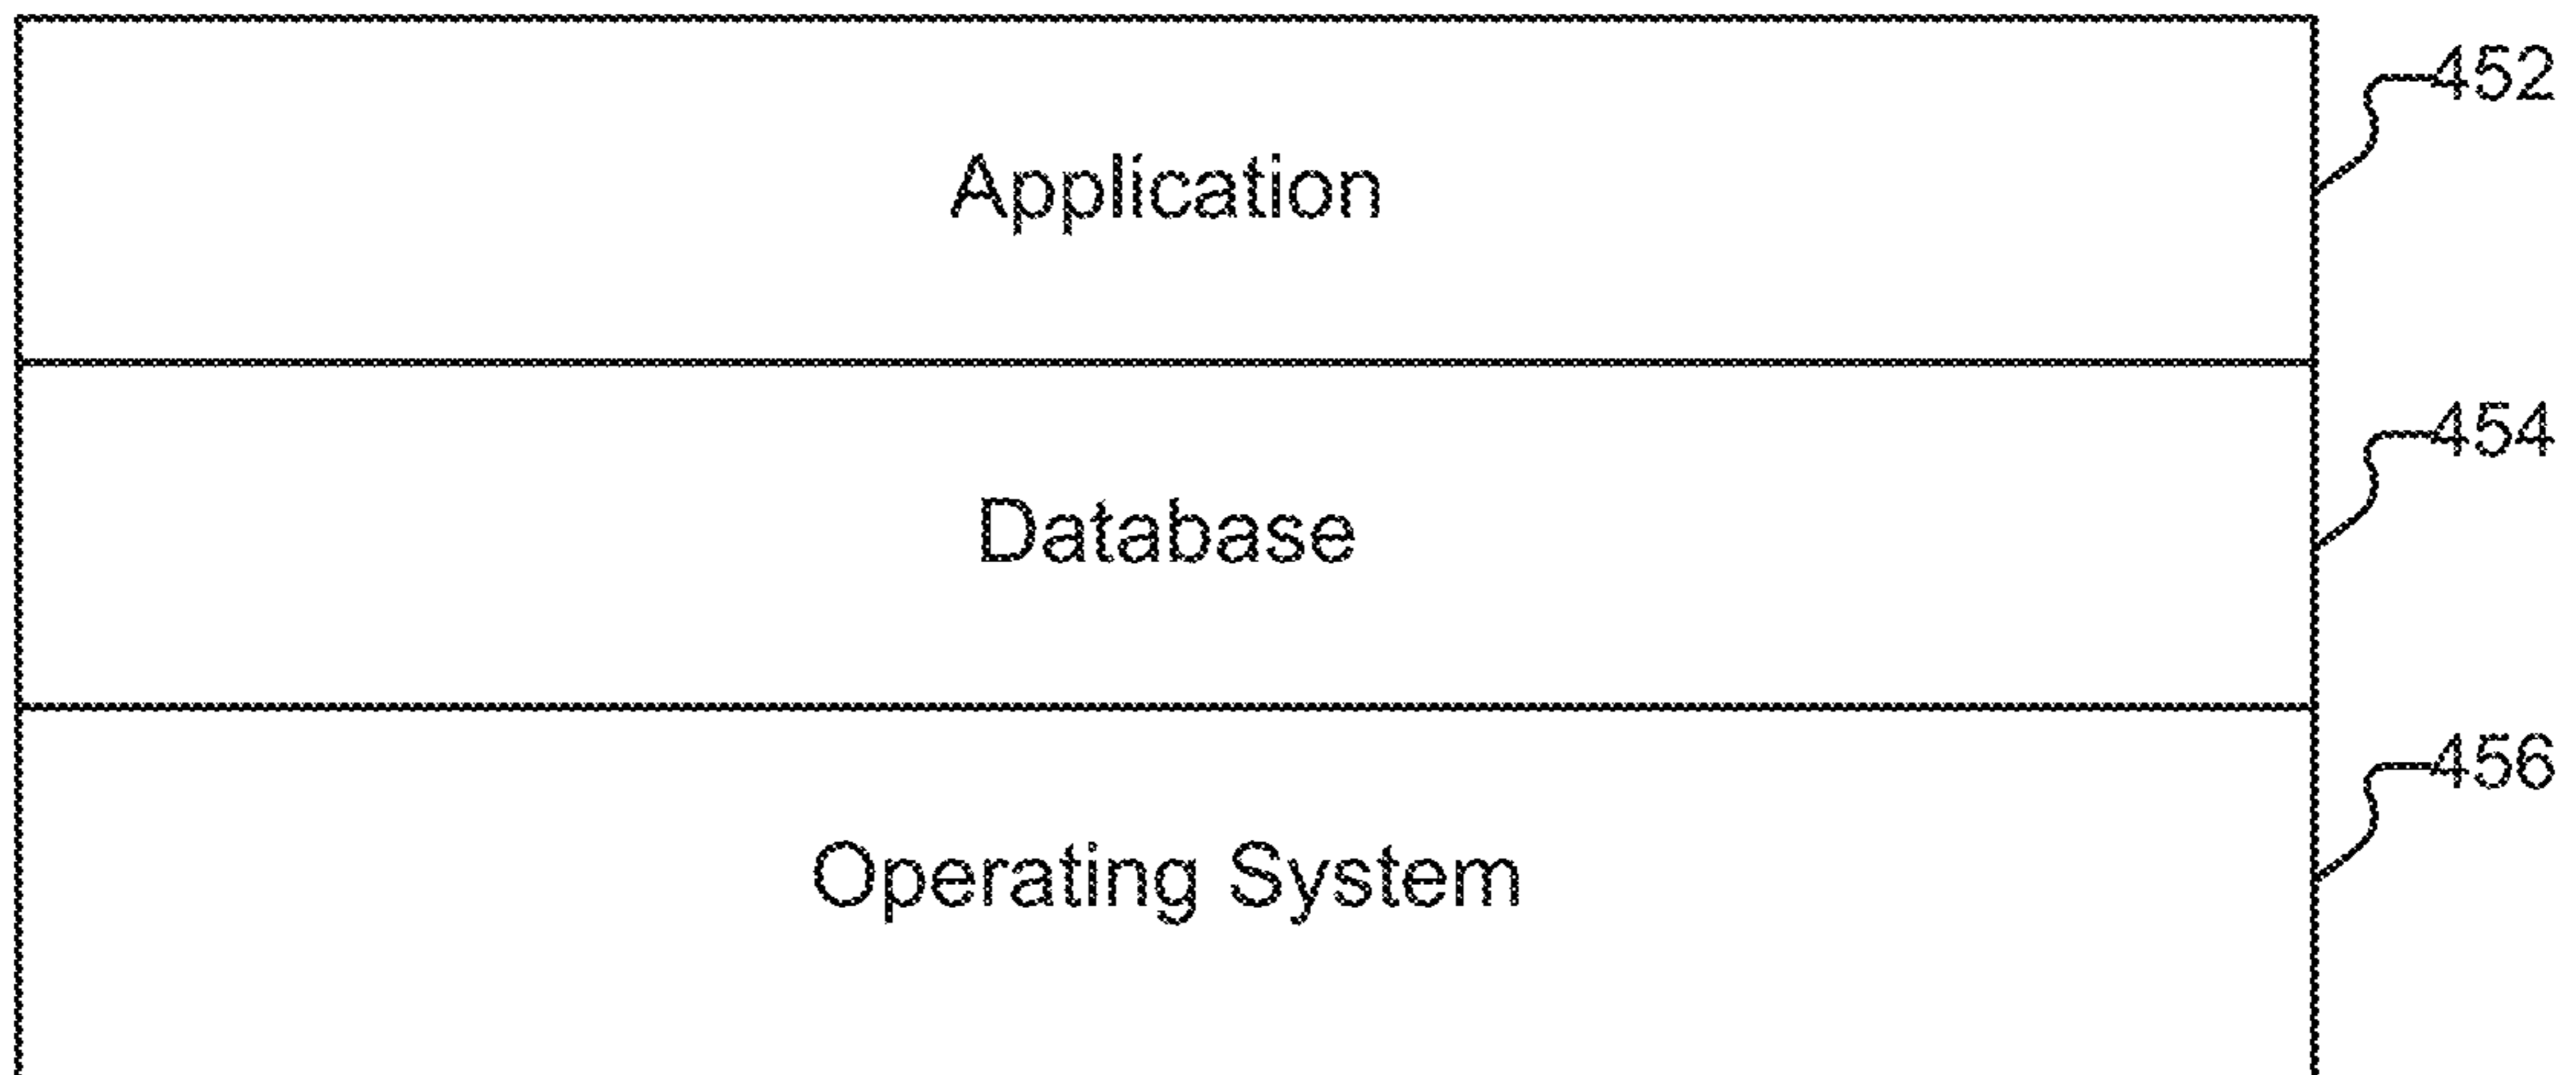 452
Application
454
Database
456
Operating System